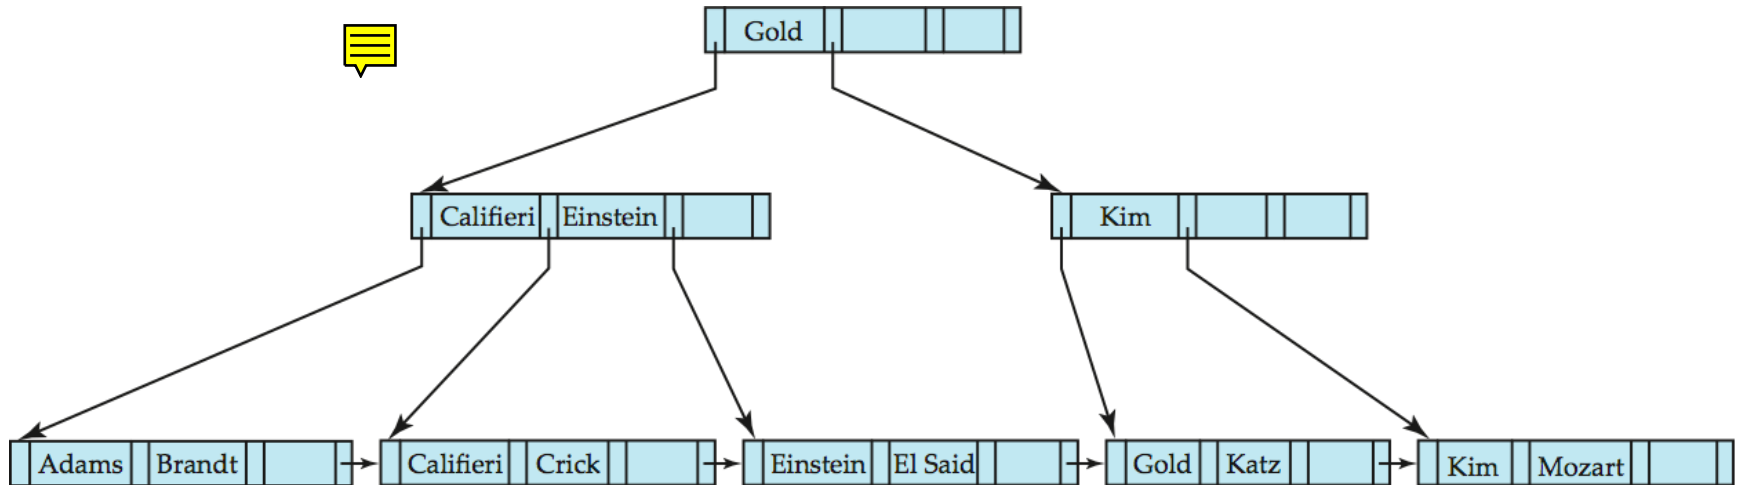 Gold
Califieri Einstein
Kim
Adams Brandt
Califieri Crick
Einstein El Said
Gold Katz
Kim Mozart